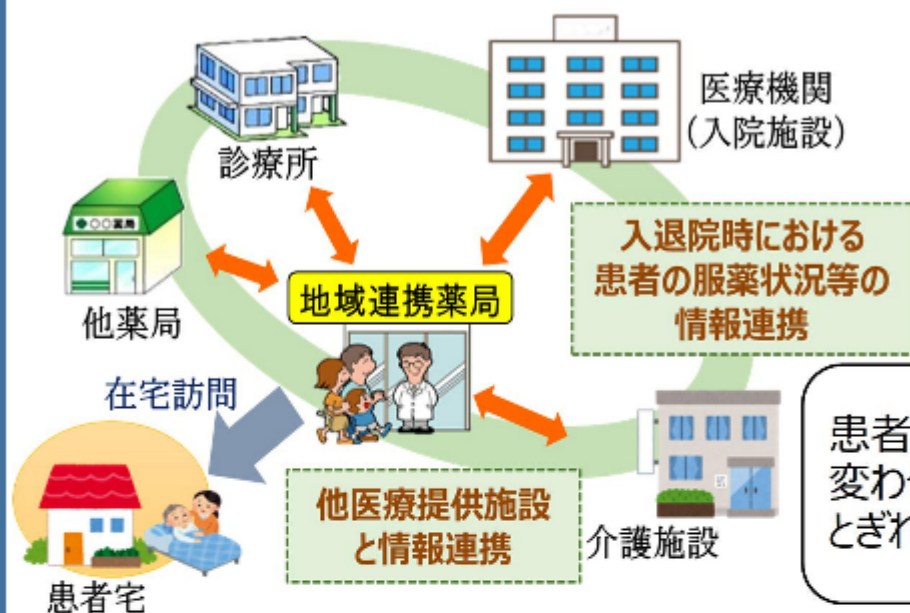 診療所
医療機関
（入院施設）
●○○薬局
他薬局
地域連携薬局
入退院時における
患者の服薬状況等の
情報連携
在宅訪問
他医療提供施設
と情報連携
介護施設
患者
変わ
とぎれ
患者宅